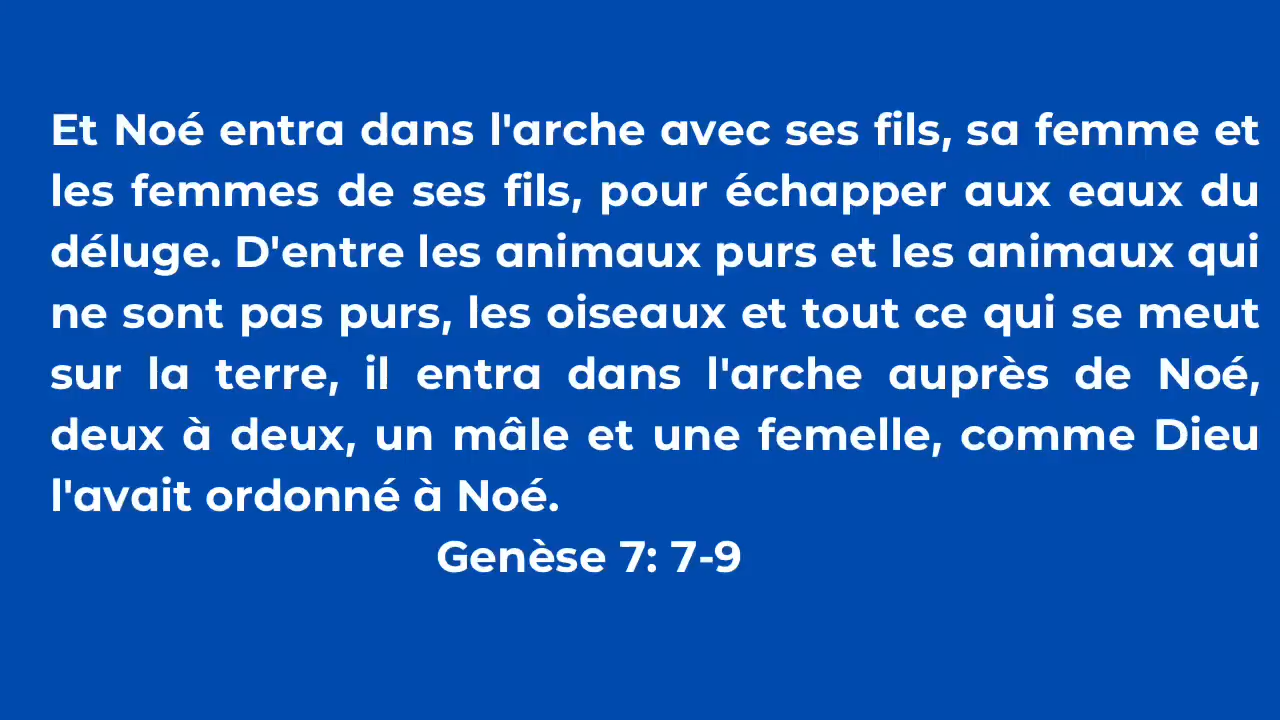 Et Noé entra dans l'arche avec ses fils, sa femme et
les femmes de ses fils, pour échapper aux eaux du
déluge. D'entre les animaux purs et les animaux qui
ne sont pas purs, les oiseaux et tout ce qui se meut
sur la terre, il entra dans l'arche auprès de Noé,
deux à deux, un mâle et une femelle, comme Dieu
l'avait ordonné à Noé.
Genèse 7: 7-9